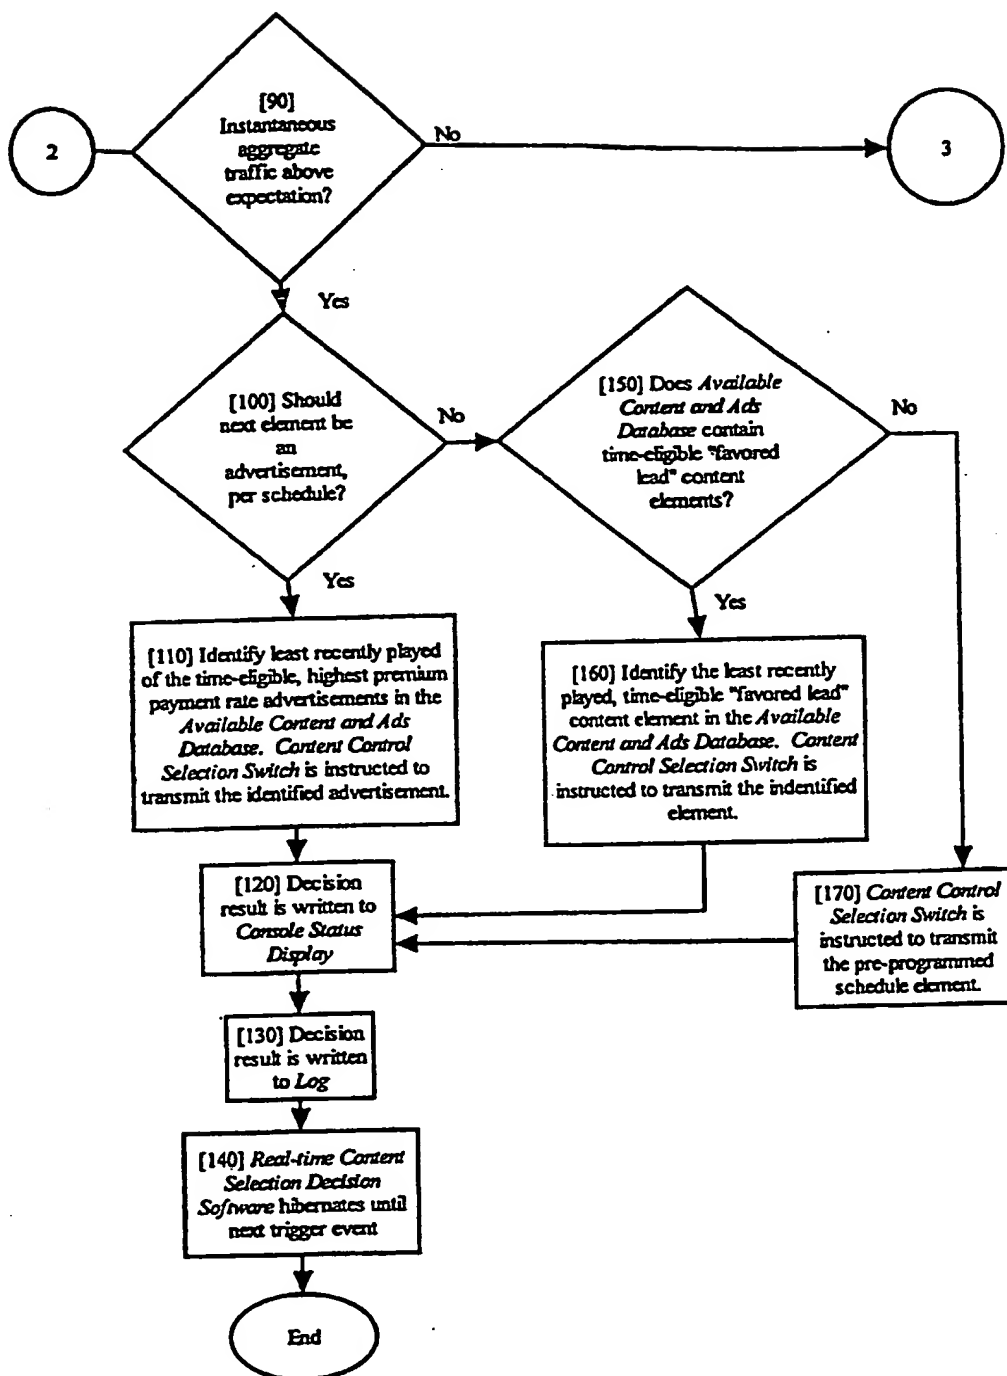 [90]
Instantaneous
aggregate
traffic above
expectation?
2
No
3
Yes
[100] Should
next element be
an
advertisement,
per schedule?
No
[150] Does Available
Content and Ads
Database contain
time-eligible "favored
lead" content
elements?
No
Yes
Yes
[110] Identify least recently played
of the time-eligible, highest premium
payment rate advertisements in the
Available Content and Ads
Database. Content Control
Selection Switch is instructed to
transmit the identified advertisement.
[160] Identify the least recently
played, time-eligible "favored lead"
content element in the Available
Content and Ads Database. Content
Control Selection Switch is
instructed to transmit the indentified
element.
[120] Decision
result is written to
Console Status
Display
[170] Content Control
Selection Switch is
instructed to transmit
the pre-programmed
schedule element.
[130] Decision
result is written
to Log
[140] Real-time Content
Selection Decision
Software hibernates until
next trigger event
End